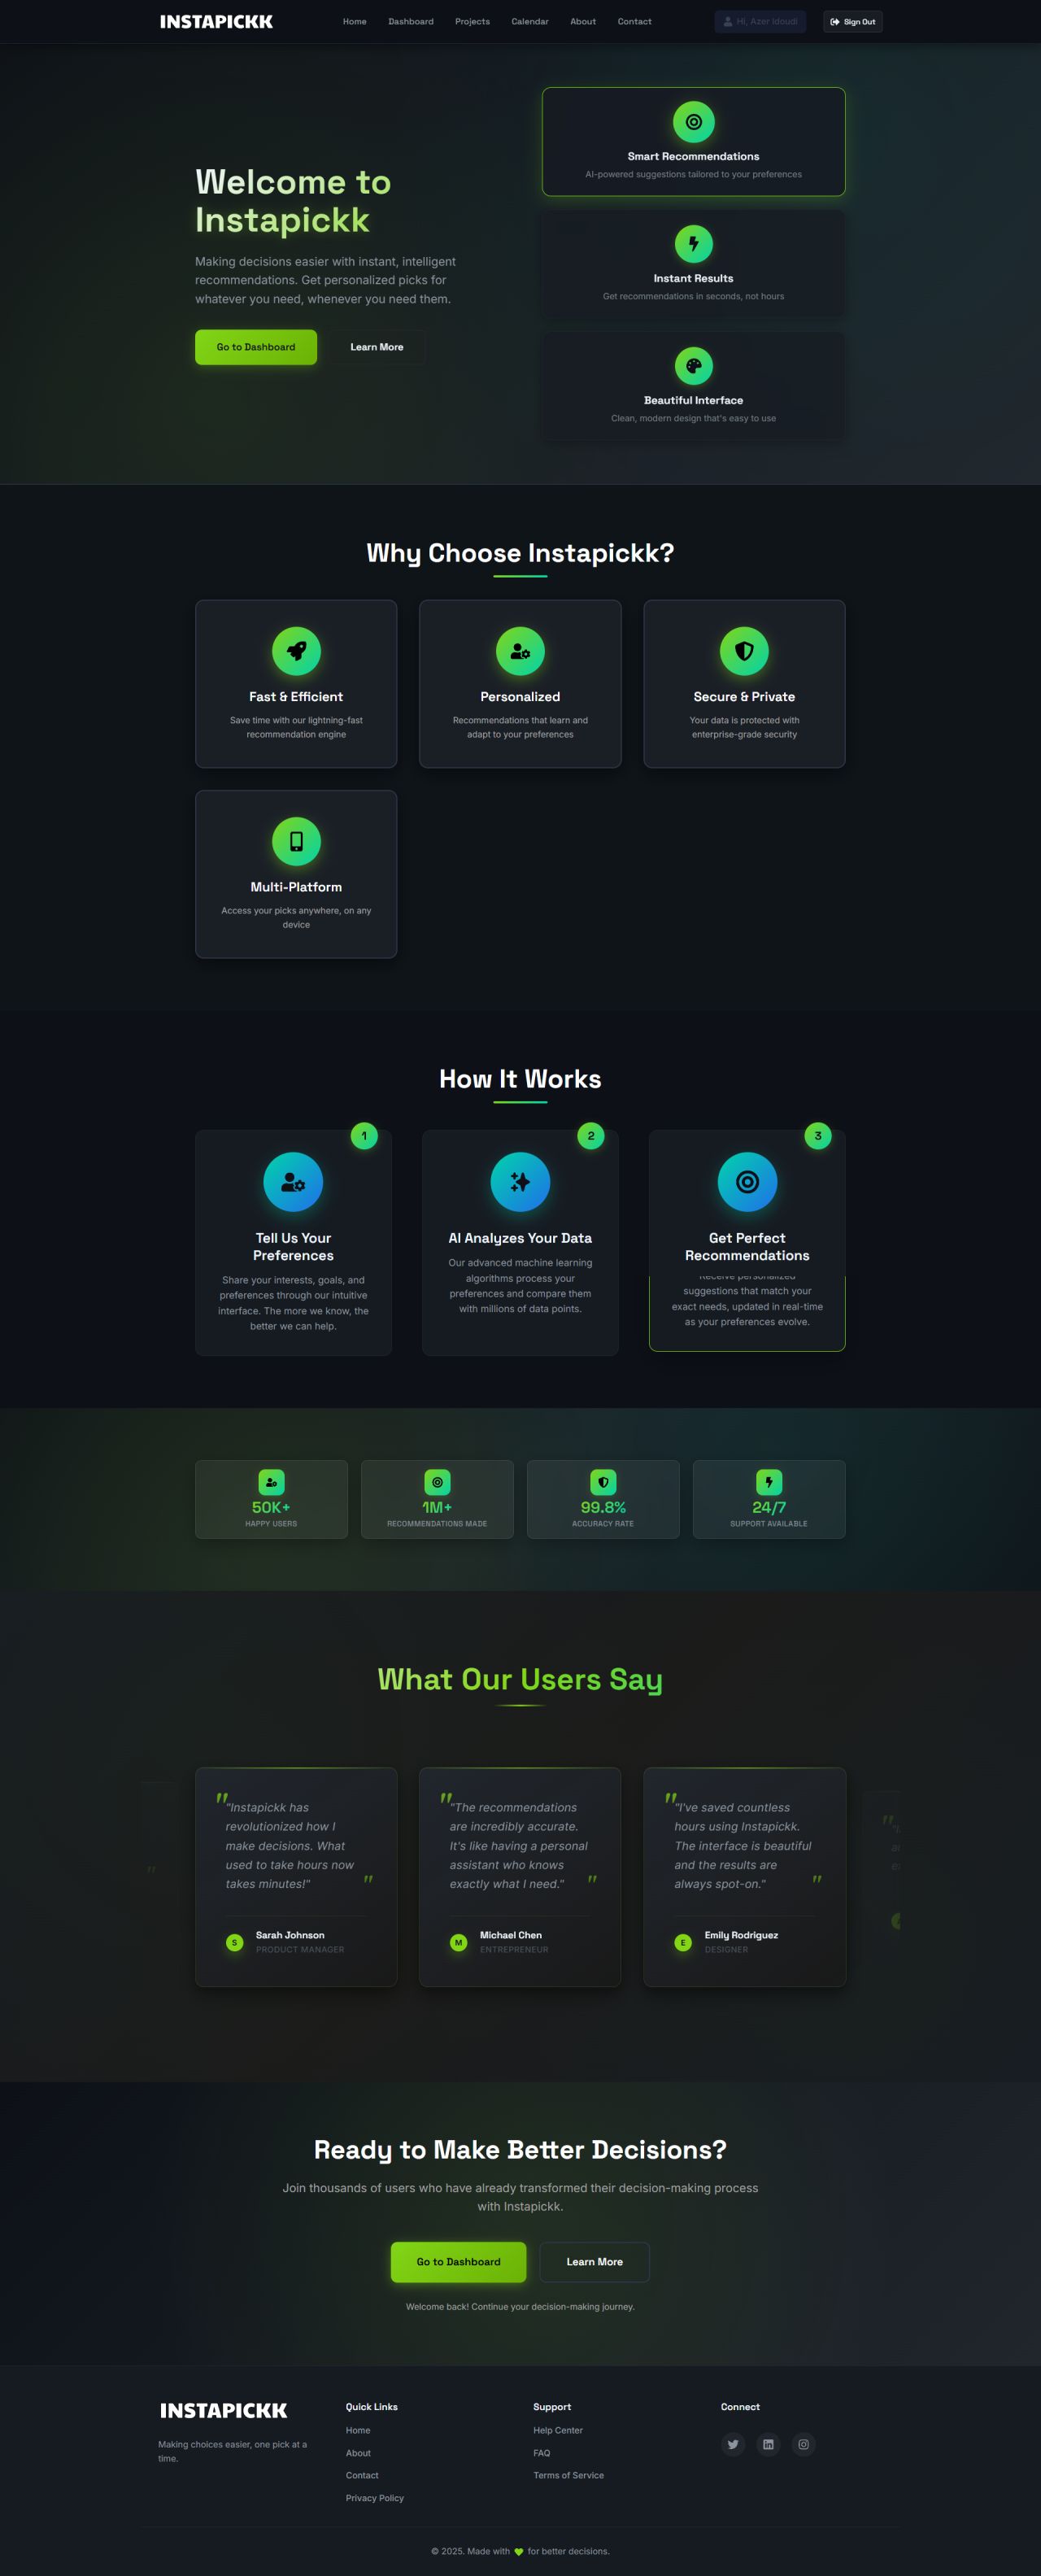 INSTAPICKK
Home Dashboard Projects Calendar About Contact
Hi, Azer Idoudi
Sign Out
Welcome to
Instapickk
Making decisions easier with instant, intelligent
recommendations. Get personalized picks for
whatever you need, whenever you need them.
Go to Dashboard
Learn More
Smart Recommendations
AI-powered suggestions tailored to your preferences
Instant Results
Get recommendations in seconds, not hours
Beautiful Interface
Clean, modern design that's easy to use
Why Choose Instapickk?
Fast & Efficient
Save time with our lightning-fast
recommendation engine
Personalized
Recommendations that learn and
adapt to your preferences
Secure & Private
Your data is protected with
enterprise-grade security
Multi-Platform
Access your picks anywhere, on any
device
How It Works
1
Tell Us Your
Preferences
Share your interests, goals, and
preferences through our intuitive
interface. The more we know, the
better we can help.
2
AI Analyzes Your Data
Our advanced machine learning
algorithms process your
preferences and compare them
with millions of data points.
3
Get Perfect
Recommendations
Receive personalized
suggestions that match your
exact needs, updated in real-time
as your preferences evolve.
50K+
HAPPY USERS
1M+
RECOMMENDATIONS MADE
99.8%
ACCURACY RATE
24/7
SUPPORT AVAILABLE
What Our Users Say
"Instapickk has
revolutionized how I
make decisions. What
used to take hours now
takes minutes!"
S
Sarah Johnson
PRODUCT MANAGER
"The recommendations
are incredibly accurate.
It's like having a personal
assistant who knows
exactly what I need."
M
Michael Chen
ENTREPRENEUR
"I've saved countless
hours using Instapickk.
The interface is beautiful
and the results are
always spot-on."
E
Emily Rodriguez
DESIGNER
Ready to Make Better Decisions?
Join thousands of users who have already transformed their decision-making process
with Instapickk.
Go to Dashboard
Learn More
Welcome back! Continue your decision-making journey.
INSTAPICKK
Making choices easier, one pick at a
time.
Quick Links
Home
About
Contact
Privacy Policy
Support
Help Center
FAQ
Terms of Service
Connect
© 2025. Made with 💚 for better decisions.